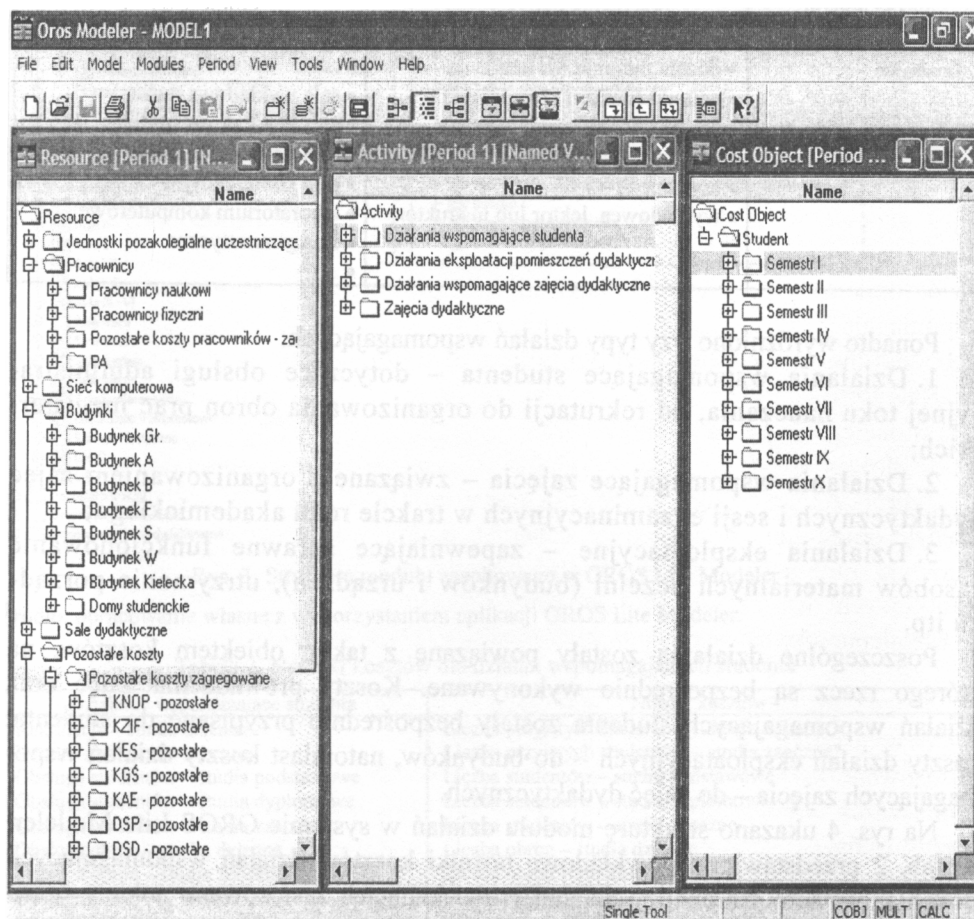 Oros Modeler - MODEL1
File Edit Model Modules Period View Tools Window Help
Resource [Period 1] [N...
Name
Resource
Jednostki pozakolegialne uczestniczące
Pracownicy
Pracownicy naukowi
Pracownicy fizyczni
Pozostałe koszty pracowników - zaj
PA
Sieć komputerowa
Budynki
Budynek Gł.
Budynek A
Budynek B
Budynek F
Budynek S
Budynek W
Budynek Kielecka
Domy studenckie
Sale dydaktyczne
Pozostałe koszty
Pozostałe koszty zagregowane
KNOP - pozostałe
KZiF - pozostałe
KES - pozostałe
KGS - pozostałe
KAE - pozostałe
DSP - pozostałe
DSD - pozostałe
Activity [Period 1] [Named V...
Name
Activity
Działania wspomagające studenta
Działania eksploatacji pomieszczeń dydaktyczr
Działania wspomagające zajęcia dydaktyczne
Zajęcia dydaktyczne
Cost Object [Period ...
Name
Cost Object
Student
Semestr I
Semestr II
Semestr III
Semestr IV
Semestr V
Semestr VI
Semestr VII
Semestr VIII
Semestr IX
Semestr X
Single Tool
COBJ MULT CALC